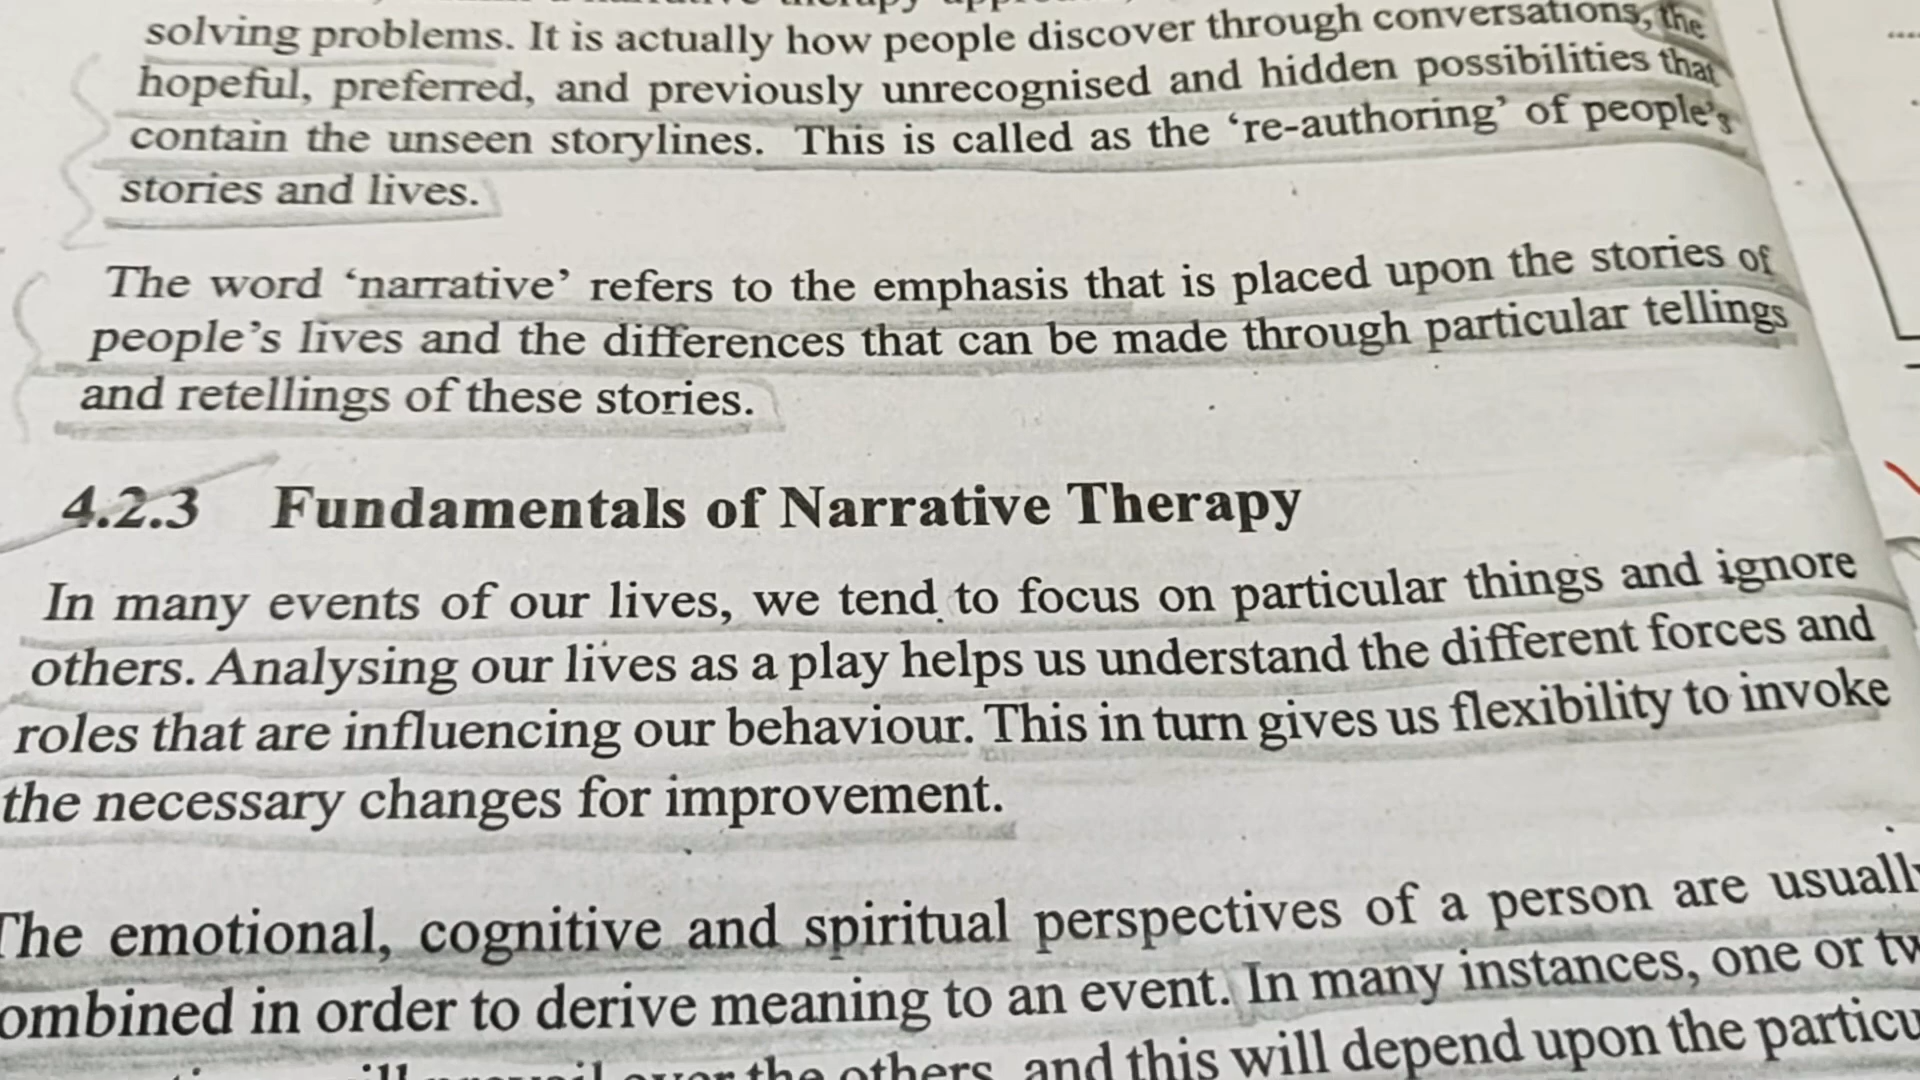 solving problems. It is actually how people discover through conversations, the
hopeful, preferred, and previously unrecognised and hidden possibilities that
contain the unseen storylines. This is called as the ‘re-authoring’ of people’s
stories and lives.
The word ‘narrative’ refers to the emphasis that is placed upon the stories of
people’s lives and the differences that can be made through particular tellings
and retellings of these stories.
4.2.3 Fundamentals of Narrative Therapy
In many events of our lives, we tend to focus on particular things and ignore
others. Analysing our lives as a play helps us understand the different forces and
roles that are influencing our behaviour. This in turn gives us flexibility to invoke
the necessary changes for improvement.
The emotional, cognitive and spiritual perspectives of a person are usually
ombined in order to derive meaning to an event. In many instances, one or tw
over the others, and this will depend upon the particu